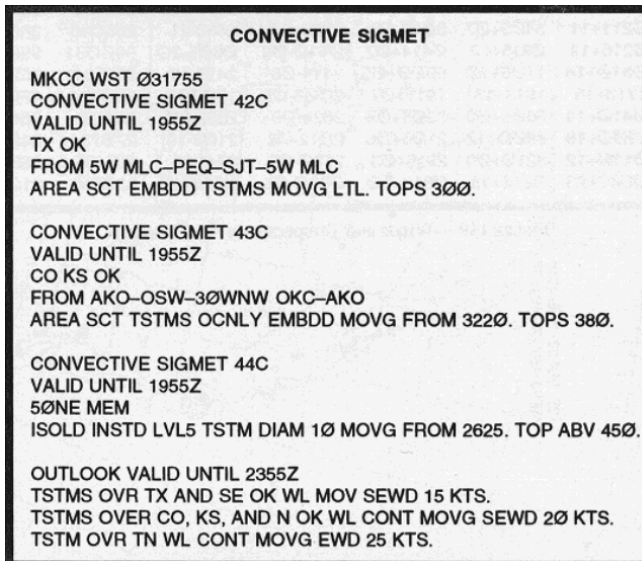 CONVECTIVE SIGMET
MKCC WST Ø31755
CONVECTIVE SIGMET 42C
VALID UNTIL 1955Z
TX OK
FROM 5W MLC–PEQ–SJT–5W MLC
AREA SCT EMBDD TSTMS MOVG LTL. TOPS 3ØØ.
CONVECTIVE SIGMET 43C
VALID UNTIL 1955Z
CO KS OK
FROM AKO–OSW–3ØWNW OKC–AKO
AREA SCT TSTMS OCNLY EMBDD MOVG FROM 322Ø. TOPS 38Ø.
CONVECTIVE SIGMET 44C
VALID UNTIL 1955Z
5ØNE MEM
ISOLD INSTD LVL5 TSTM DIAM 1Ø MOVG FROM 2625. TOP ABV 45Ø.
OUTLOOK VALID UNTIL 2355Z
TSTMS OVR TX AND SE OK WL MOV SEWD 15 KTS.
TSTMS OVER CO, KS, AND N OK WL CONT MOVG SEWD 2Ø KTS.
TSTM OVR TN WL CONT MOVG EWD 25 KTS.